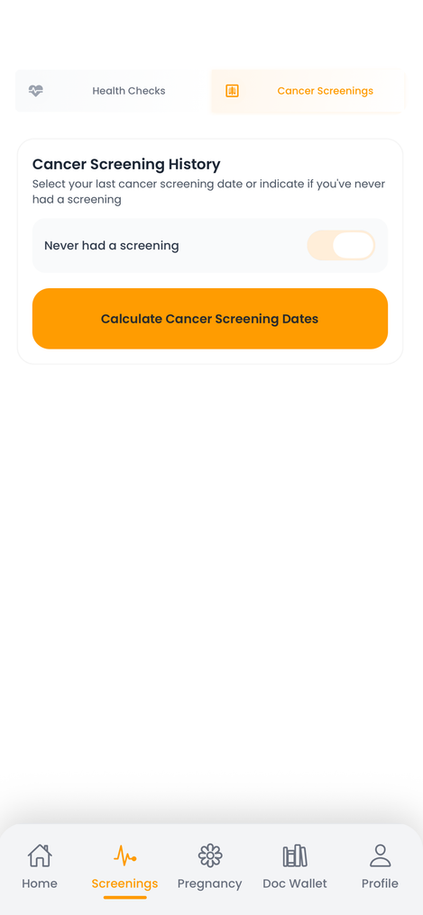 Health Checks
Cancer Screenings
Cancer Screening History
Select your last cancer screening date or indicate if you've never
had a screening
Never had a screening
Calculate Cancer Screening Dates
Home
Screenings
Pregnancy
Doc Wallet
Profile